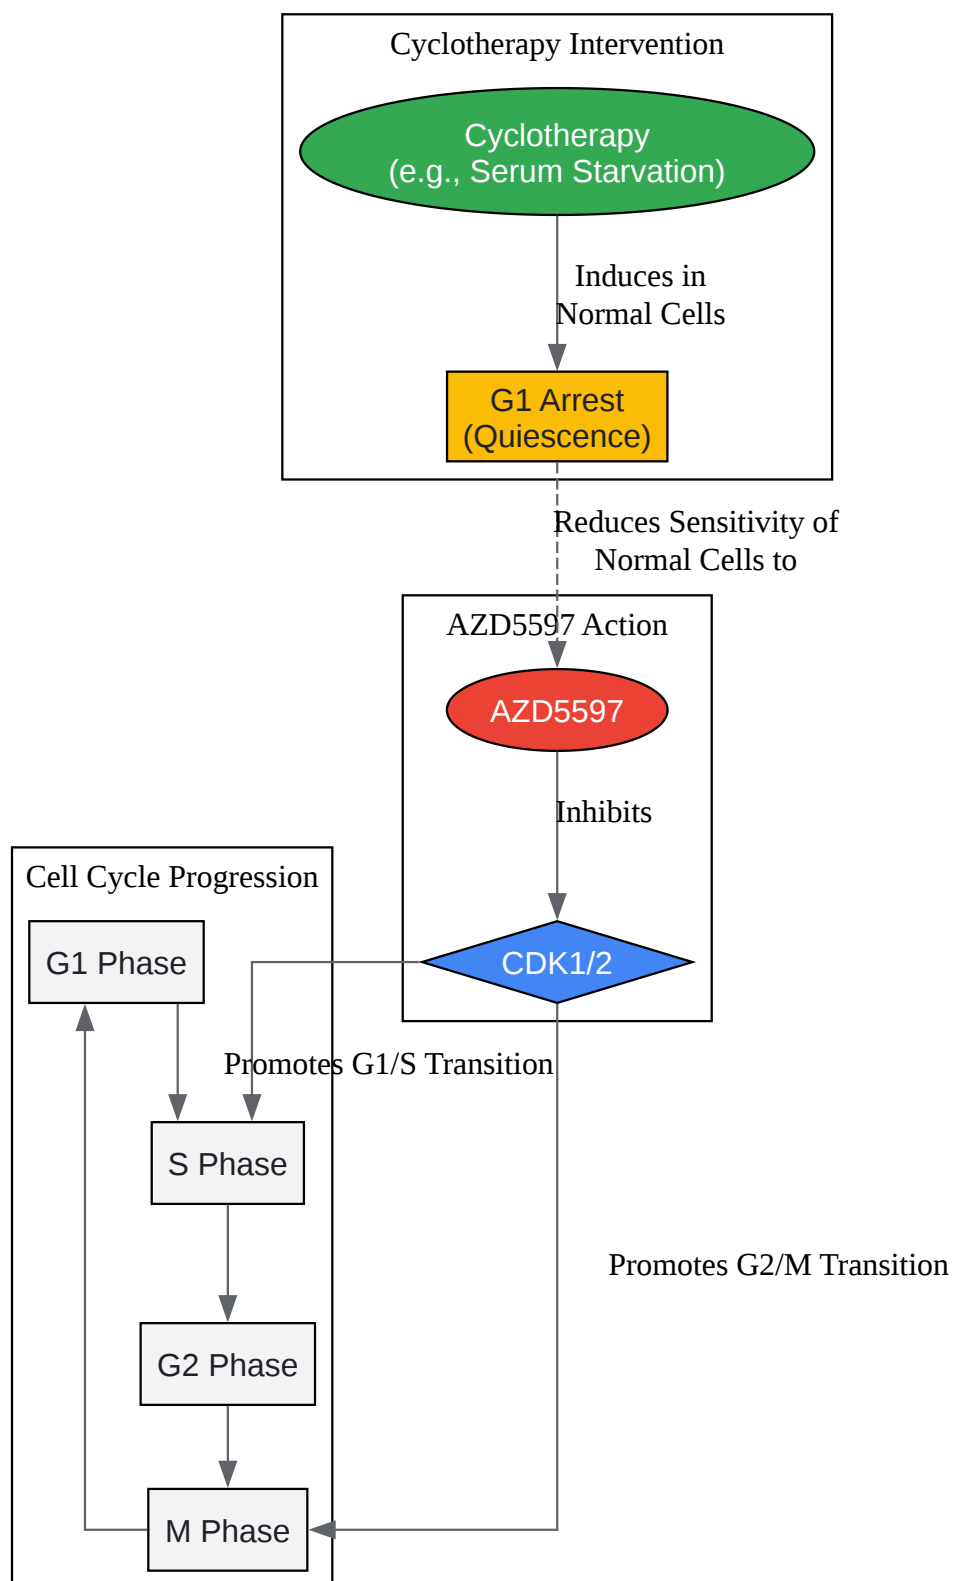 Cyclotherapy Intervention
Cyclotherapy
(e.g., Serum Starvation)
Induces in
Normal Cells
G1 Arrest
(Quiescence)
Reduces Sensitivity of
Normal Cells to
AZD5597 Action
AZD5597
Inhibits
CDK1/2
Cell Cycle Progression
G1 Phase
Promotes G1/S Transition
S Phase
Promotes G2/M Transition
G2 Phase
M Phase